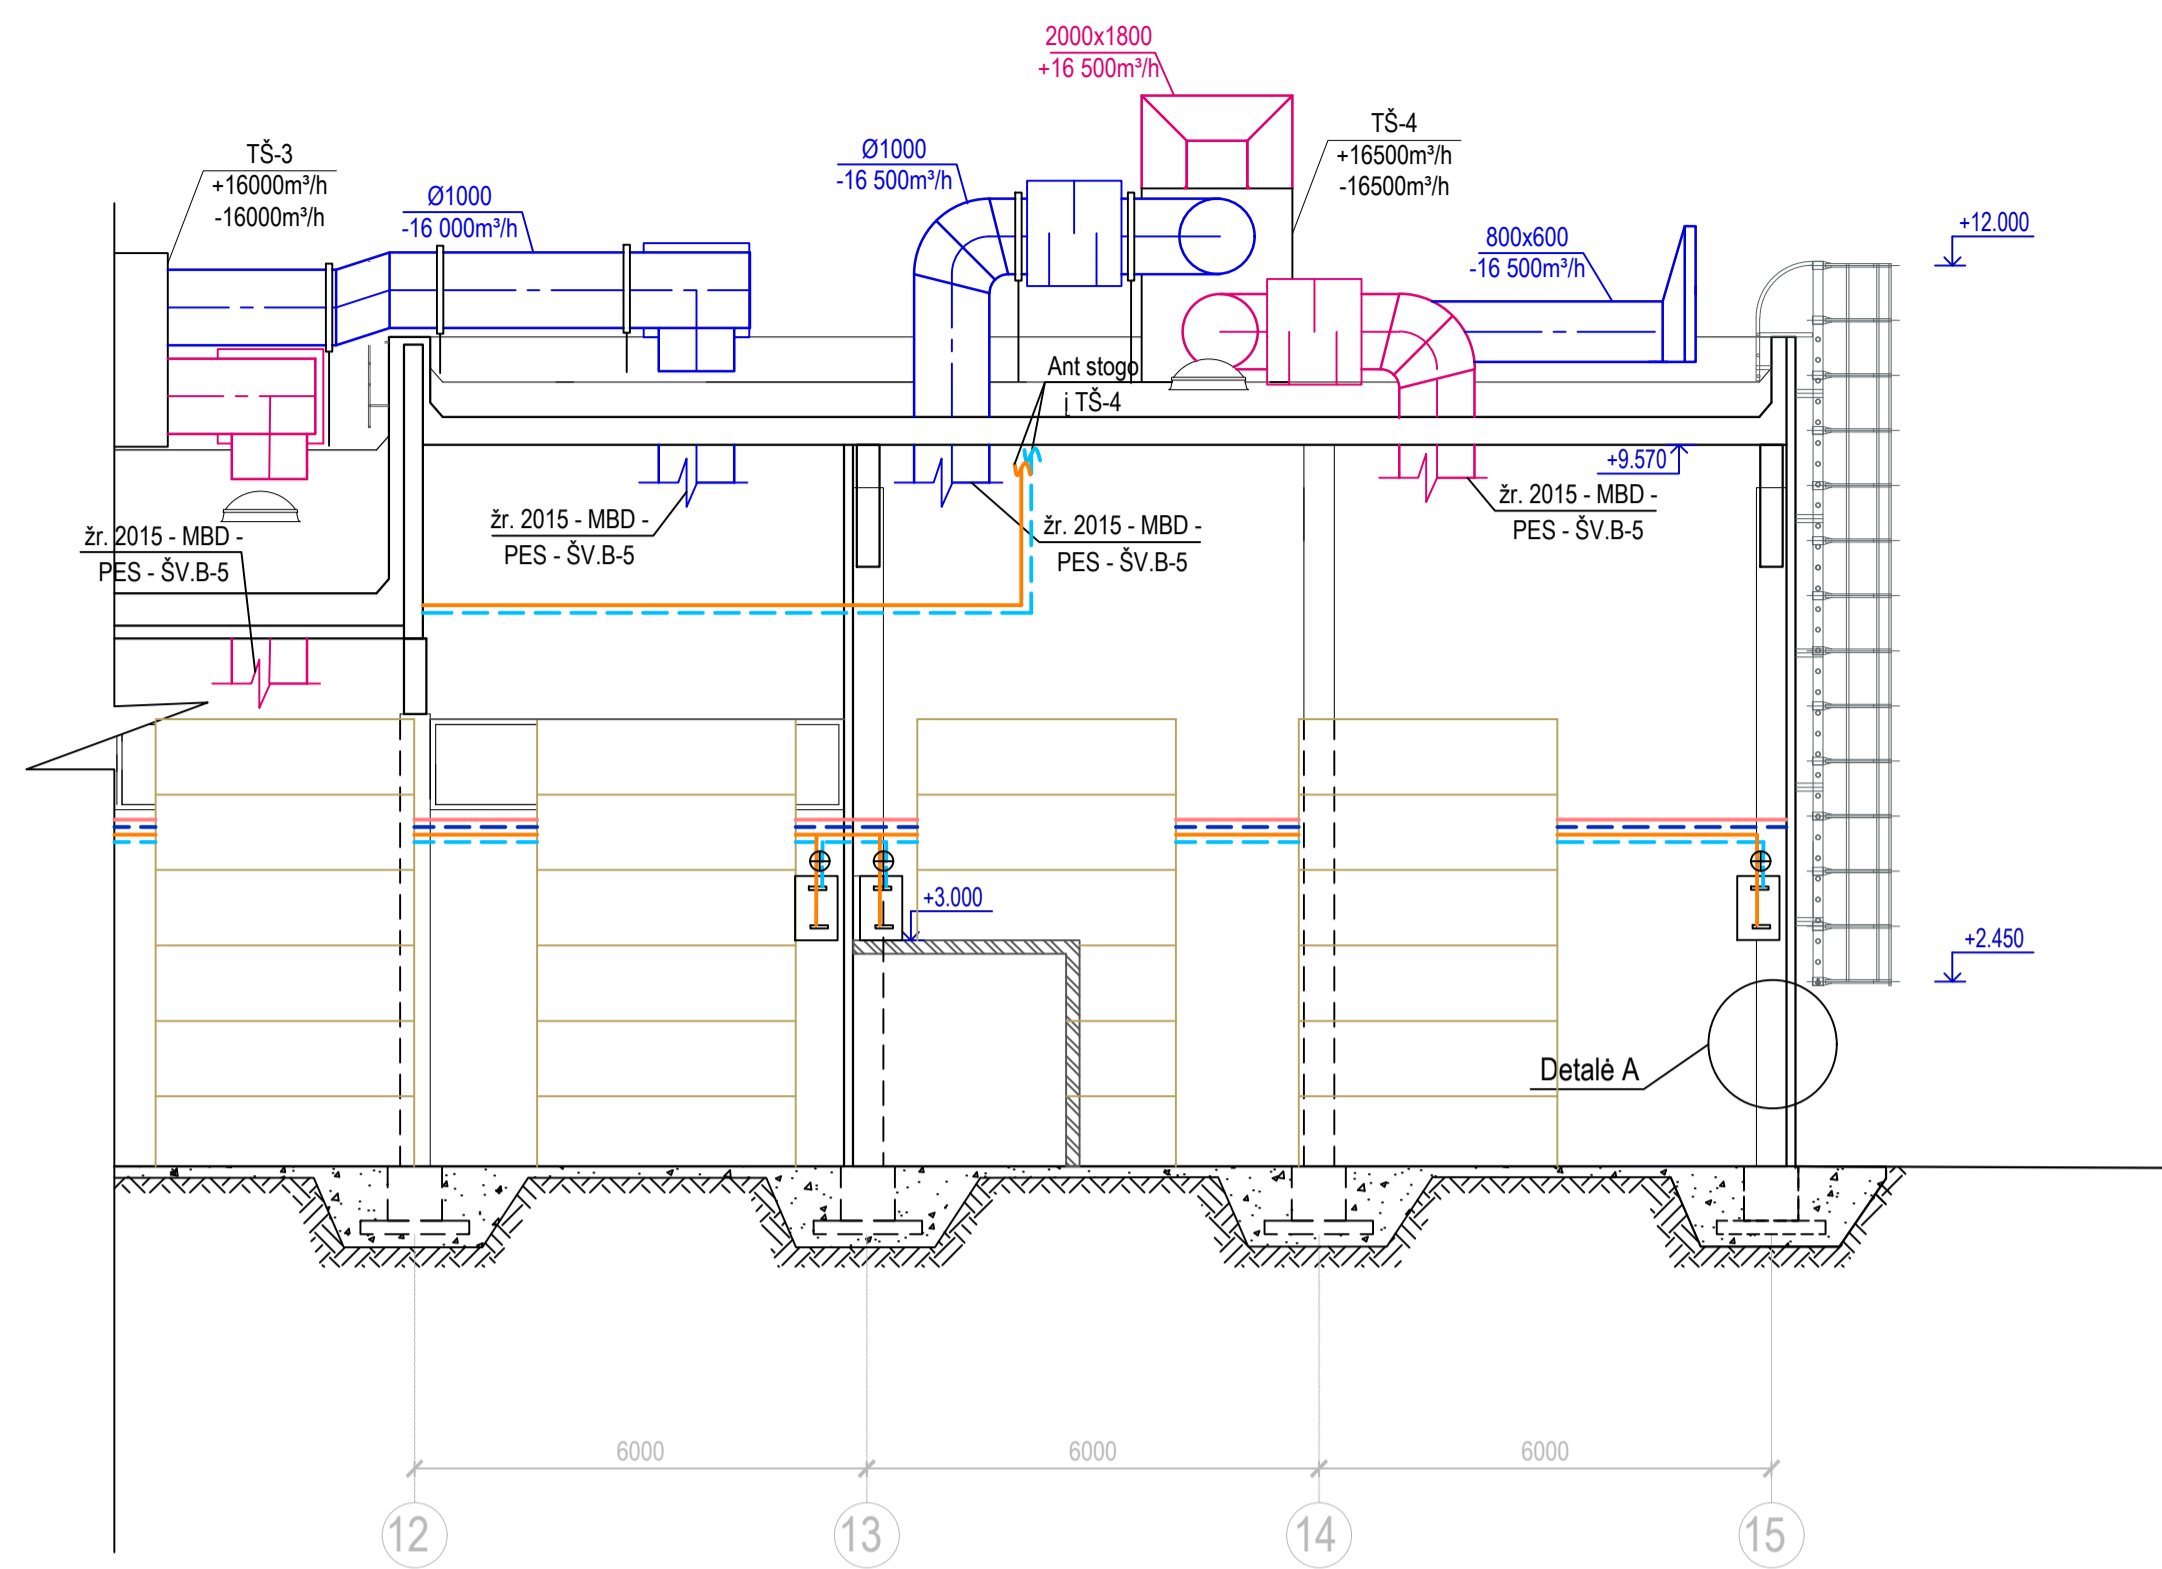 2000x1800
+16 500m³/h
TŠ-3
+16000m³/h
-16000m³/h
Ø1000
-16 000m³/h
Ø1000
-16 500m³/h
TŠ-4
+16500m³/h
-16500m³/h
800x600
-16 500m³/h
+12.000
Ant stogo
į TŠ-4
+9.570
žr. 2015 - MBD -
PES - ŠV.B-5
žr. 2015 - MBD -
PES - ŠV.B-5
žr. 2015 - MBD -
PES - ŠV.B-5
žr. 2015 - MBD -
PES - ŠV.B-5
+3.000
+2.450
Detalė A
6000
6000
6000
12
13
14
15